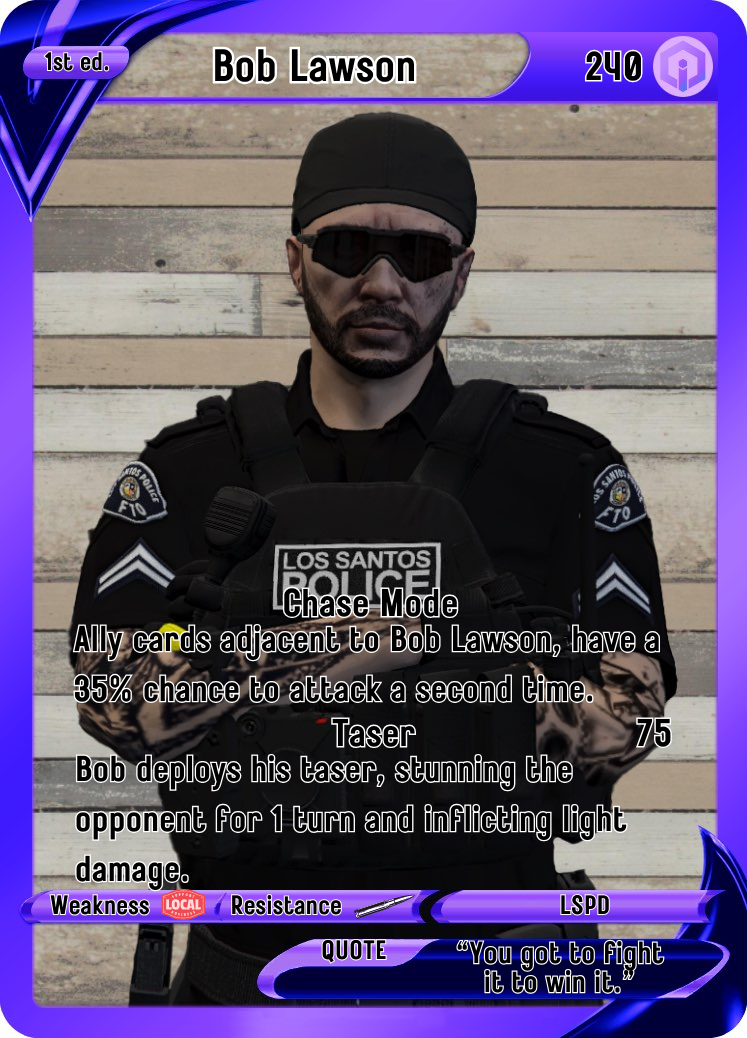 1st ed.
Bob Lawson
240
LOS SANTOS
POLICE
FTO
FTO
Chase Mode
Ally cards adjacent to Bob Lawson, have a
35% chance to attack a second time.
Taser 75
Bob deploys his taser, stunning the
opponent for 1 turn and inflicting light
damage.
Weakness
LOCAL
Resistance
LSPD
QUOTE
“You got to fight
it to win it.”